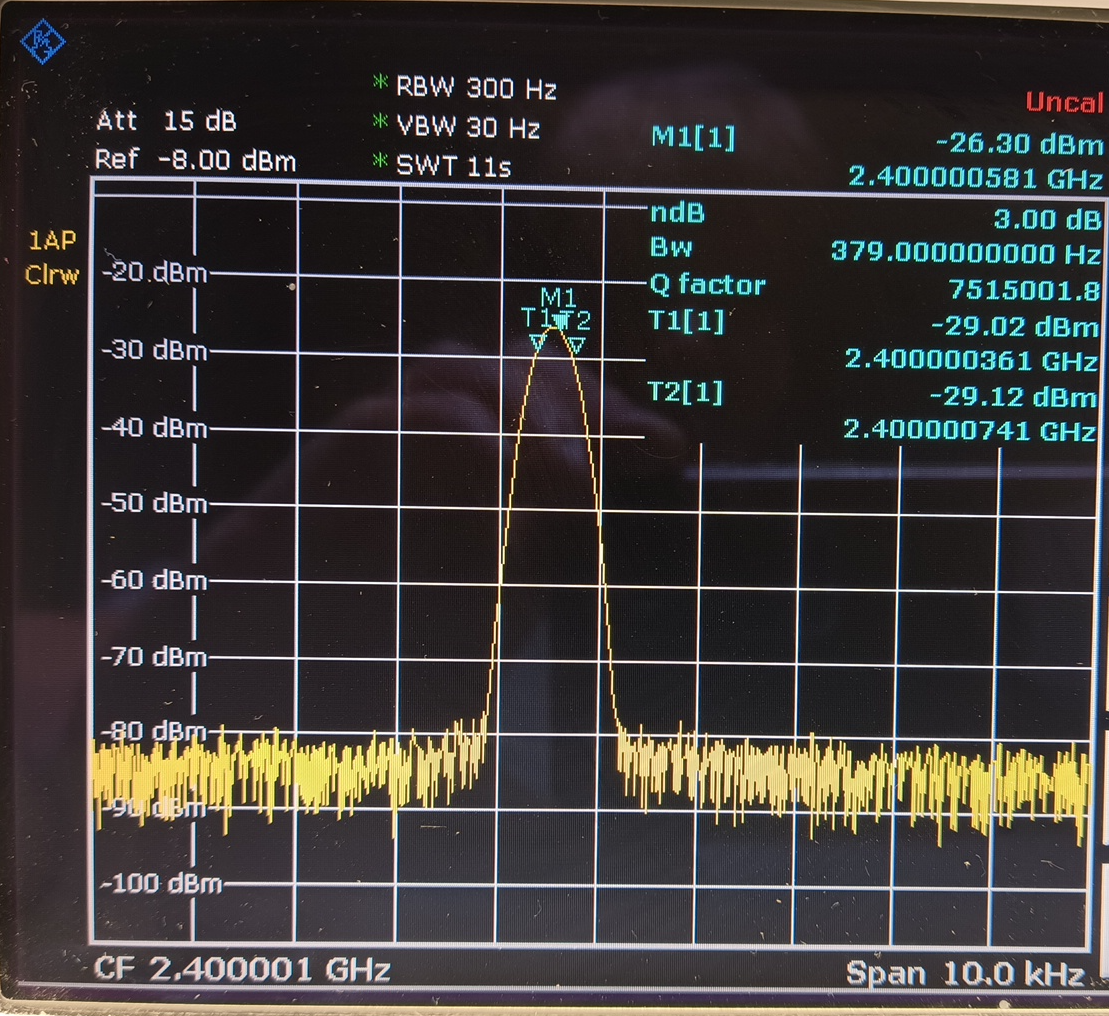 * RBW 300 Hz
Uncal
Att 15 dB
* VBW 30 Hz
M1[1]
-26.30 dBm
Ref -8.00 dBm
* SWT 11s
2.400000581 GHz
ndB
3.00 dB
1AP
Clrw
Bw
379.000000000 Hz
Q factor
7515001.8
T1[1]
-29.02 dBm
2.400000361 GHz
T2[1]
-29.12 dBm
2.400000741 GHz
M1
T1
T2
-20.dBm
-30 dBm
-40 dBm
-50 dBm
-60 dBm
-70 dBm
-80 dBm
-90 dBm
-100 dBm
CF 2.400001 GHz
Span 10.0 kHz